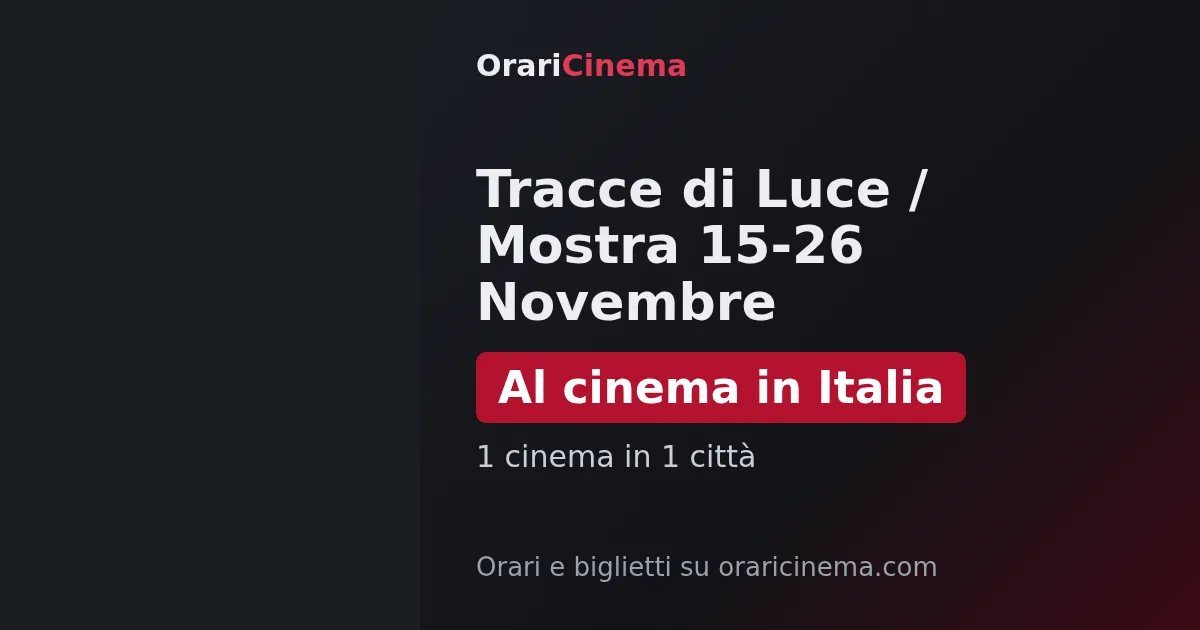 OrariCinema
Tracce di Luce /
Mostra 15-26
Novembre
Al cinema in Italia
1 cinema in 1 città
Orari e biglietti su oraricinema.com